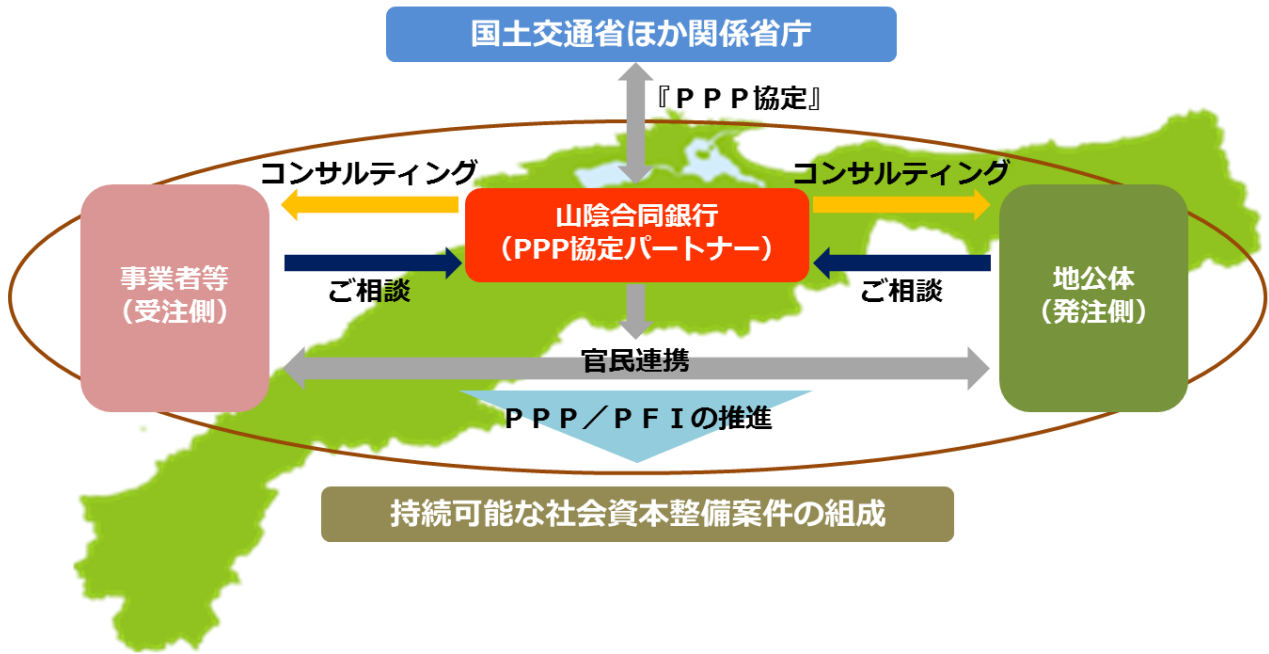 国土交通省ほか関係省庁
『ＰＰＰ協定』
コンサルティング
コンサルティング
山陰合同銀行
（PPP協定パートナー）
事業者等
（受注側）
ご相談
ご相談
地公体
（発注側）
官民連携
ＰＰＰ／ＰＦＩの推進
持続可能な社会資本整備案件の組成